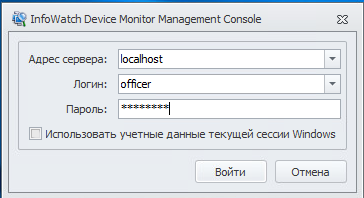 InfoWatch Device Monitor Management Console
Адрес сервера: localhost
Логин: officer
Пароль: ********
Использовать учетные данные текущей сессии Windows
Войти Отмена